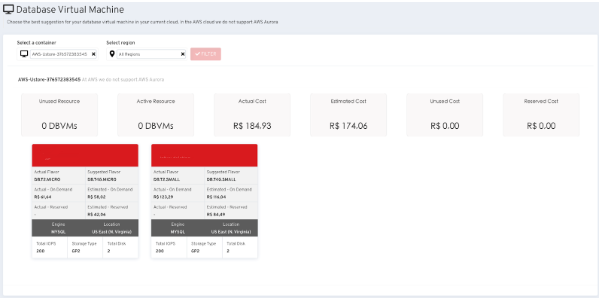 Database Virtual Machine
Choose the best suggestion for your database virtual machine in your current cloud, in the AWS cloud we do not support AWS Aurora
Select a container
Select region
AWS-Usbne-376572383545 ×
All Regions ×
FILTER
AWS-Usbne-376572383545 At AWS we do not support AWS Aurora
Unused Resource
0 DBVMs
Active Resource
0 DBVMs
Actual Cost
R$ 184.93
Estimated Cost
R$ 174.06
Unused Cost
R$ 0.00
Reserved Cost
R$ 0.00
Actual Flavor Suggested Flavor
DB.T2.MICRO DB.T4G.MICRO
Actual - On Demand Estimated - On Demand
R$ 61,64 R$ 58,02
Actual - Reserved Estimated - Reserved
-
Engine Location
MYSQL US East (N. Virginia)
Total IOPS Storage Type Total Disk
200 GP2 2
Actual Flavor Suggested Flavor
DB.T2.SMALL DB.T4G.SMALL
Actual - On Demand Estimated - On Demand
R$ 123,29 R$ 116,04
Actual - Reserved Estimated - Reserved
-
Engine Location
MYSQL US East (N. Virginia)
Total IOPS Storage Type Total Disk
200 GP2 2